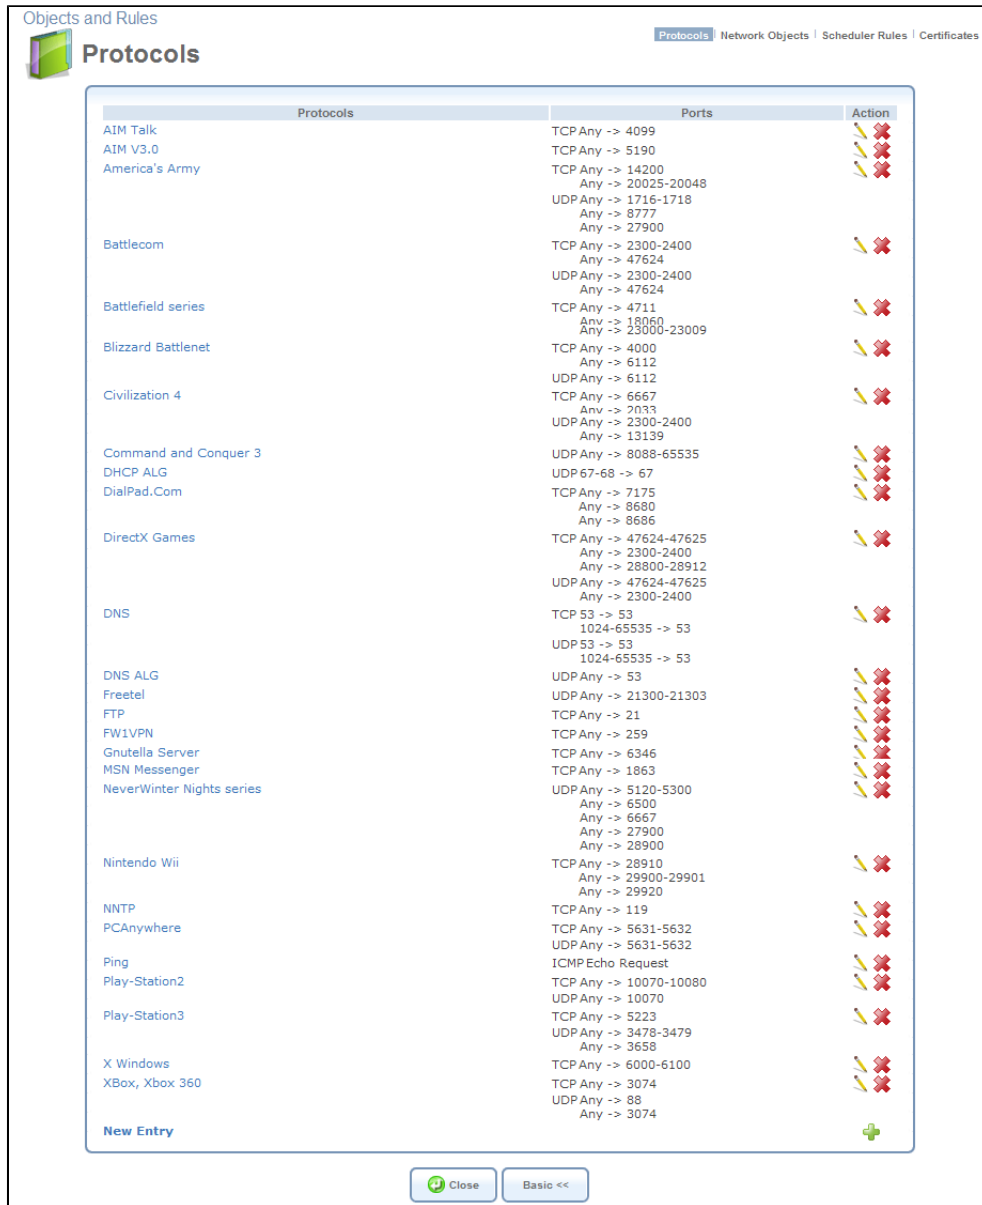 Objects and Rules
Protocols | Network Objects | Scheduler Rules | Certificates
Protocols
Protocols Ports Action
AIM Talk TCP Any -> 4099
AIM V3.0 TCP Any -> 5190
America's Army TCP Any -> 14200
Any -> 20025-20048
UDP Any -> 1716-1718
Any -> 8777
Any -> 27900
Battlecom TCP Any -> 2300-2400
Any -> 47624
UDP Any -> 2300-2400
Any -> 47624
Battlefield series TCP Any -> 4711
Any -> 18060
Any -> 23000-23009
Blizzard Battlenet TCP Any -> 4000
Any -> 6112
UDP Any -> 6112
Civilization 4 TCP Any -> 6667
Any -> 2033
UDP Any -> 2300-2400
Any -> 13139
Command and Conquer 3 UDP Any -> 8088-65535
DHCP ALG UDP 67-68 -> 67
DialPad.Com TCP Any -> 7175
Any -> 8680
Any -> 8686
DirectX Games TCP Any -> 47624-47625
Any -> 2300-2400
Any -> 28800-28912
UDP Any -> 47624-47625
Any -> 2300-2400
DNS TCP 53 -> 53
1024-65535 -> 53
UDP 53 -> 53
1024-65535 -> 53
DNS ALG UDP Any -> 53
Freetel UDP Any -> 21300-21303
FTP TCP Any -> 21
FW1VPN TCP Any -> 259
Gnutella Server TCP Any -> 6346
MSN Messenger TCP Any -> 1863
NeverWinter Nights series UDP Any -> 5120-5300
Any -> 6500
Any -> 6667
Any -> 27900
Any -> 28900
Nintendo Wii TCP Any -> 28910
Any -> 29900-29901
Any -> 29920
NNTP TCP Any -> 119
PCAnywhere TCP Any -> 5631-5632
UDP Any -> 5631-5632
Ping ICMP Echo Request
Play-Station2 TCP Any -> 10070-10080
UDP Any -> 10070
Play-Station3 TCP Any -> 5223
UDP Any -> 3478-3479
Any -> 3658
X Windows TCP Any -> 6000-6100
XBox, Xbox 360 TCP Any -> 3074
UDP Any -> 88
Any -> 3074
New Entry
Close Basic <<